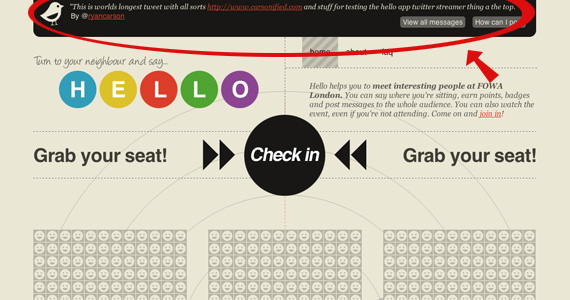 "This is worlds longest tweet with all sorts http://www.carsonified.com and stuff for testing the hello app twitter streamer thing a the top.
By @ryancarson
View all messages
How can I
home
about
faq
Turn to your neighbour and say...
HELLO
Hello helps you to meet interesting people at FOWA
London. You can say where you're sitting, earn points, badges
and post messages to the whole audience. You can also watch the
event, even if you're not attending. Come on and join in!
Grab your seat!
Check in
Grab your seat!